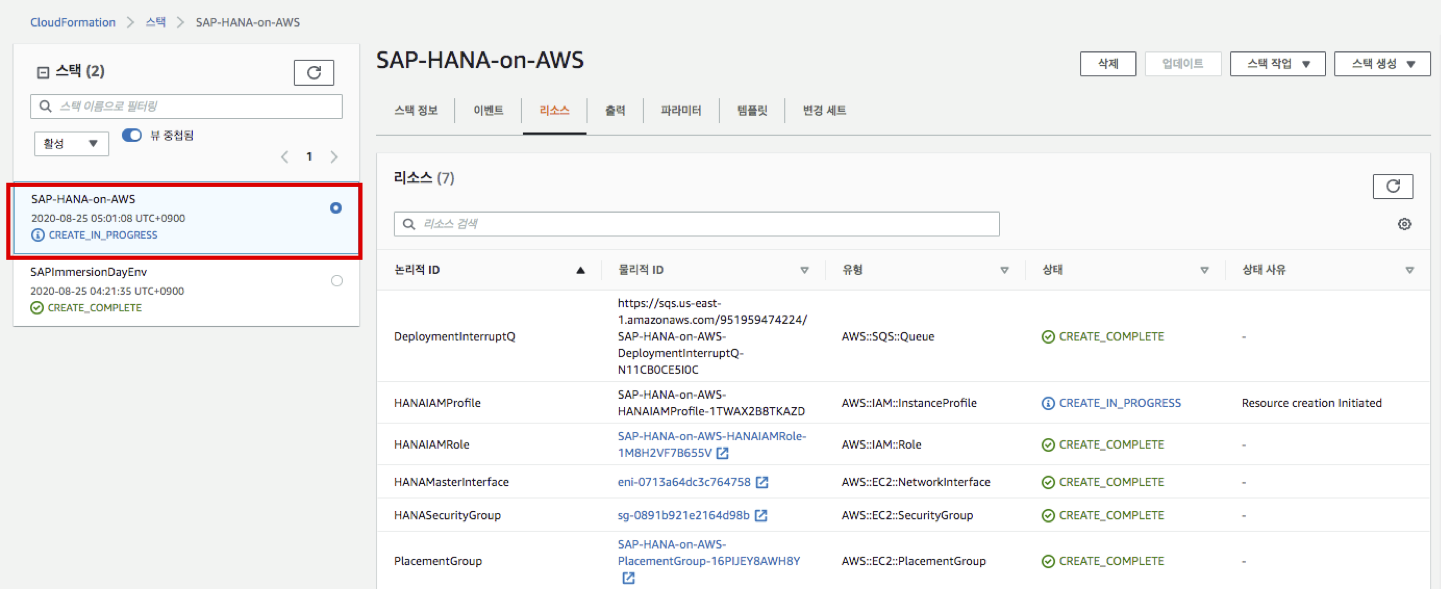 CloudFormation > 스택 > SAP-HANA-on-AWS
스택 (2)
스택 이름으로 필터링
활성
뷰 중첩됨
1
SAP-HANA-on-AWS
2020-08-25 05:01:08 UTC+0900
CREATE_IN_PROGRESS
SAPImmersionDayEnv
2020-08-25 04:21:35 UTC+0900
CREATE_COMPLETE
SAP-HANA-on-AWS
삭제
업데이트
스택 작업
스택 생성
스택 정보
이벤트
리소스
출력
파라미터
템플릿
변경 세트
리소스 (7)
리소스 검색
논리적 ID
물리적 ID
유형
상태
상태 사유
DeploymentInterruptQ
https://sqs.us-east-
1.amazonaws.com/951959474224/
SAP-HANA-on-AWS-
DeploymentInterruptQ-
N11CB0CE5I0C
AWS::SQS::Queue
CREATE_COMPLETE
-
HANAIAMProfile
SAP-HANA-on-AWS-
HANAIAMProfile-1TWAX2B8TKAZD
AWS::IAM::InstanceProfile
CREATE_IN_PROGRESS
Resource creation Initiated
HANAIAMRole
SAP-HANA-on-AWS-HANAIAMRole-
1M8H2VF7B655V
AWS::IAM::Role
CREATE_COMPLETE
-
HANAMasterInterface
eni-0713a64dc3c764758
AWS::EC2::NetworkInterface
CREATE_COMPLETE
-
HANASecurityGroup
sg-0891b921e2164d98b
AWS::EC2::SecurityGroup
CREATE_COMPLETE
-
PlacementGroup
SAP-HANA-on-AWS-
PlacementGroup-16PIJEY8AWH8Y
AWS::EC2::PlacementGroup
CREATE_COMPLETE
-